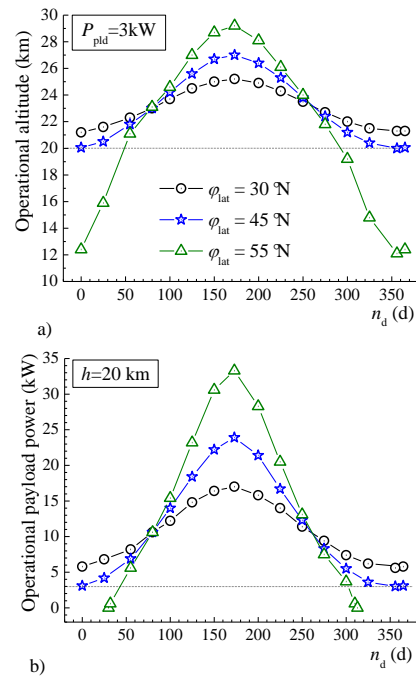 P_pld=3kW
Operational altitude (km)
30
28
26
24
22
20
18
16
14
12
10
φ_lat = 30 °N
φ_lat = 45 °N
φ_lat = 55 °N
0 50 100 150 200 250 300 350
n_d (d)
a)
h=20 km
Operational payload power (kW)
35
30
25
20
15
10
5
0
0 50 100 150 200 250 300 350
n_d (d)
b)